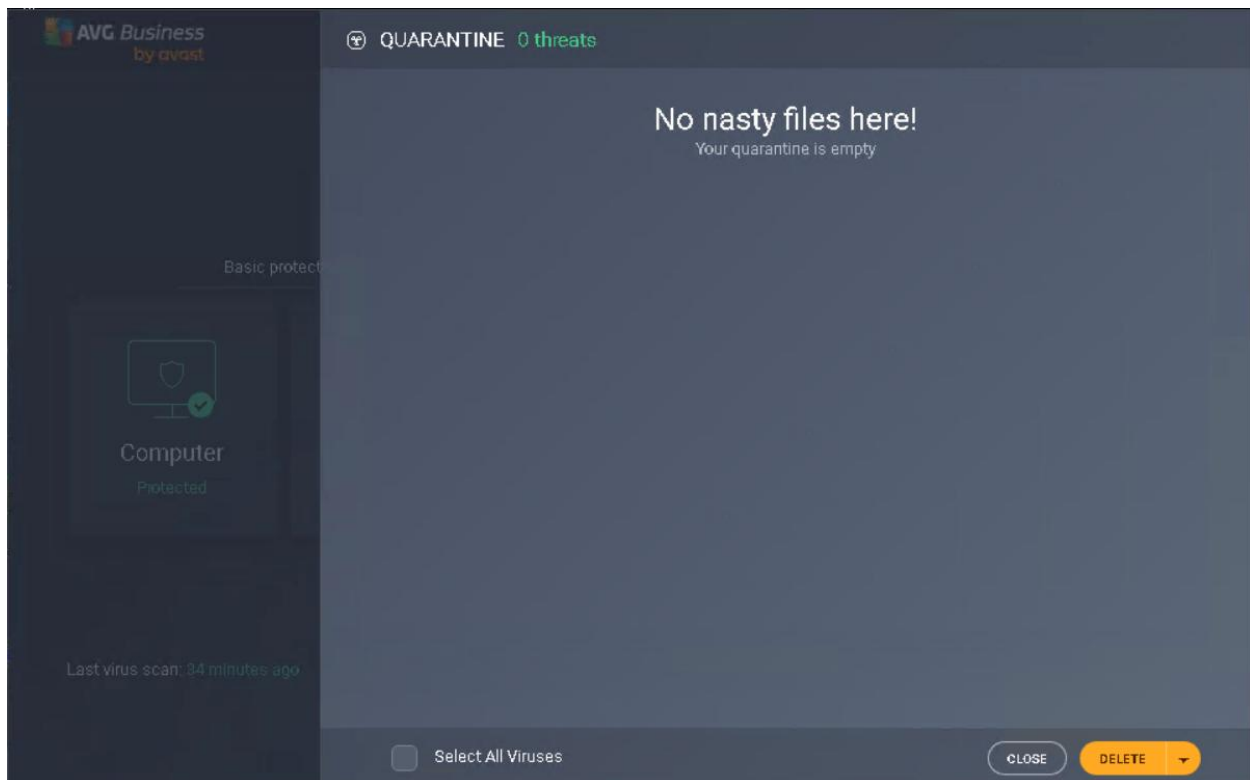 AVG Business
by avast
QUARANTINE 0 threats
No nasty files here!
Your quarantine is empty
Basic protect
Computer
Protected
Last virus scan: 34 minutes ago
Select All Viruses
CLOSE
DELETE